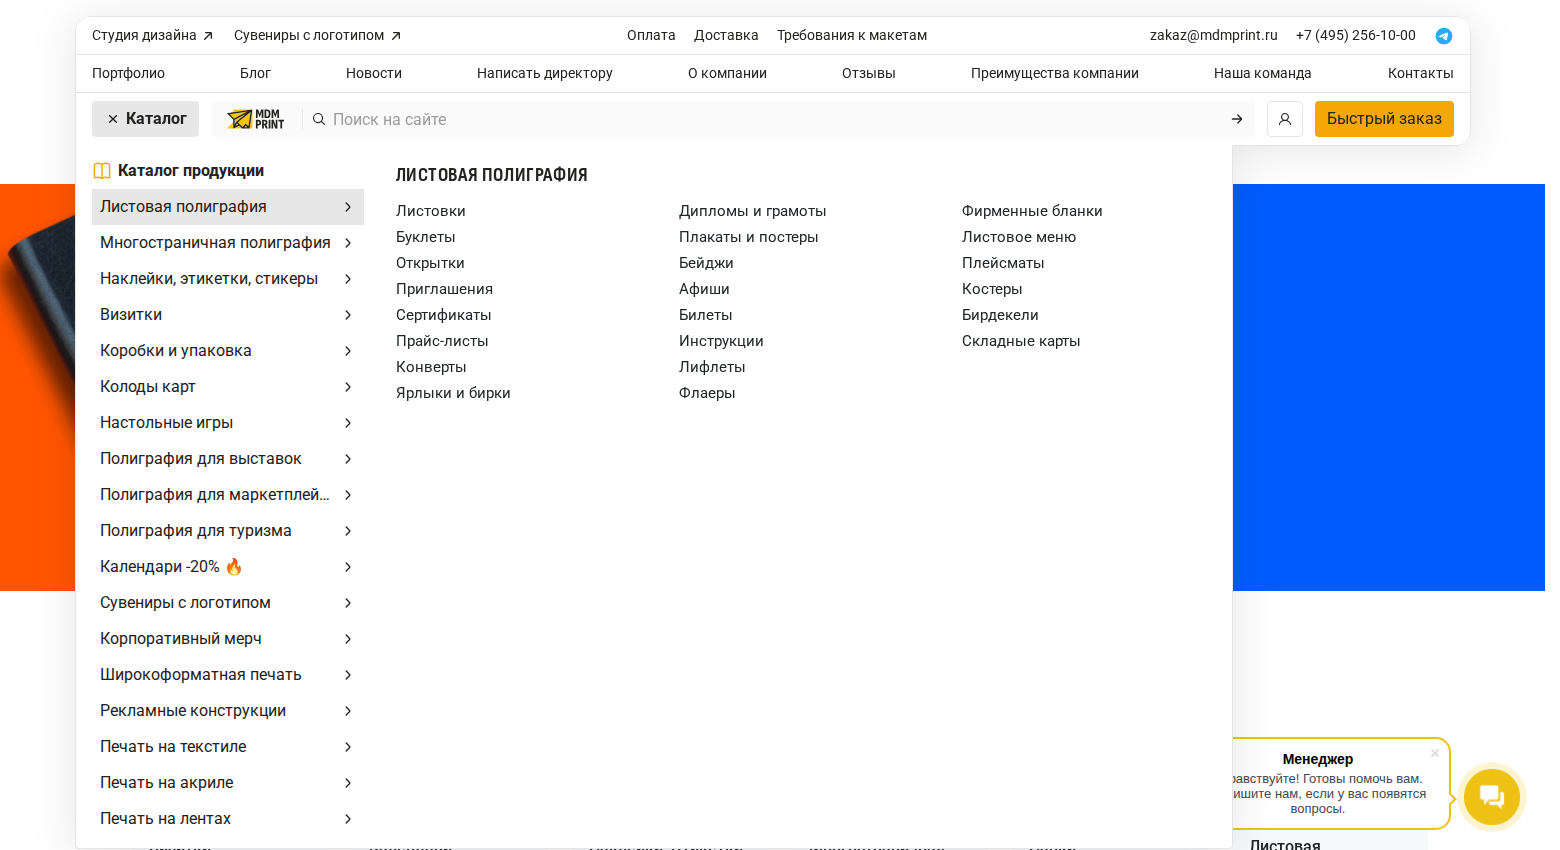 Студия дизайна
Сувениры с логотипом
Оплата
Доставка
Требования к макетам
zakaz@mdmprint.ru
+7 (495) 256-10-00
Портфолио
Блог
Новости
Написать директору
О компании
Отзывы
Преимущества компании
Наша команда
Контакты
Каталог
MDM
PRINT
Поиск на сайте
Быстрый заказ
Каталог продукции
Листовая полиграфия
Многостраничная полиграфия
Наклейки, этикетки, стикеры
Визитки
Коробки и упаковка
Колоды карт
Настольные игры
Полиграфия для выставок
Полиграфия для маркетплей...
Полиграфия для туризма
Календари -20% 🔥
Сувениры с логотипом
Корпоративный мерч
Широкоформатная печать
Рекламные конструкции
Печать на текстиле
Печать на акриле
Печать на лентах
ЛИСТОВАЯ ПОЛИГРАФИЯ
Листовки
Буклеты
Открытки
Приглашения
Сертификаты
Прайс-листы
Конверты
Ярлыки и бирки
Дипломы и грамоты
Плакаты и постеры
Бейджи
Афиши
Билеты
Инструкции
Лифлеты
Флаеры
Фирменные бланки
Листовое меню
Плейсматы
Костеры
Бирдекели
Складные карты
Менеджер
равствуйте! Готовы помочь вам.
ишите нам, если у вас появятся
вопросы.
Листовая